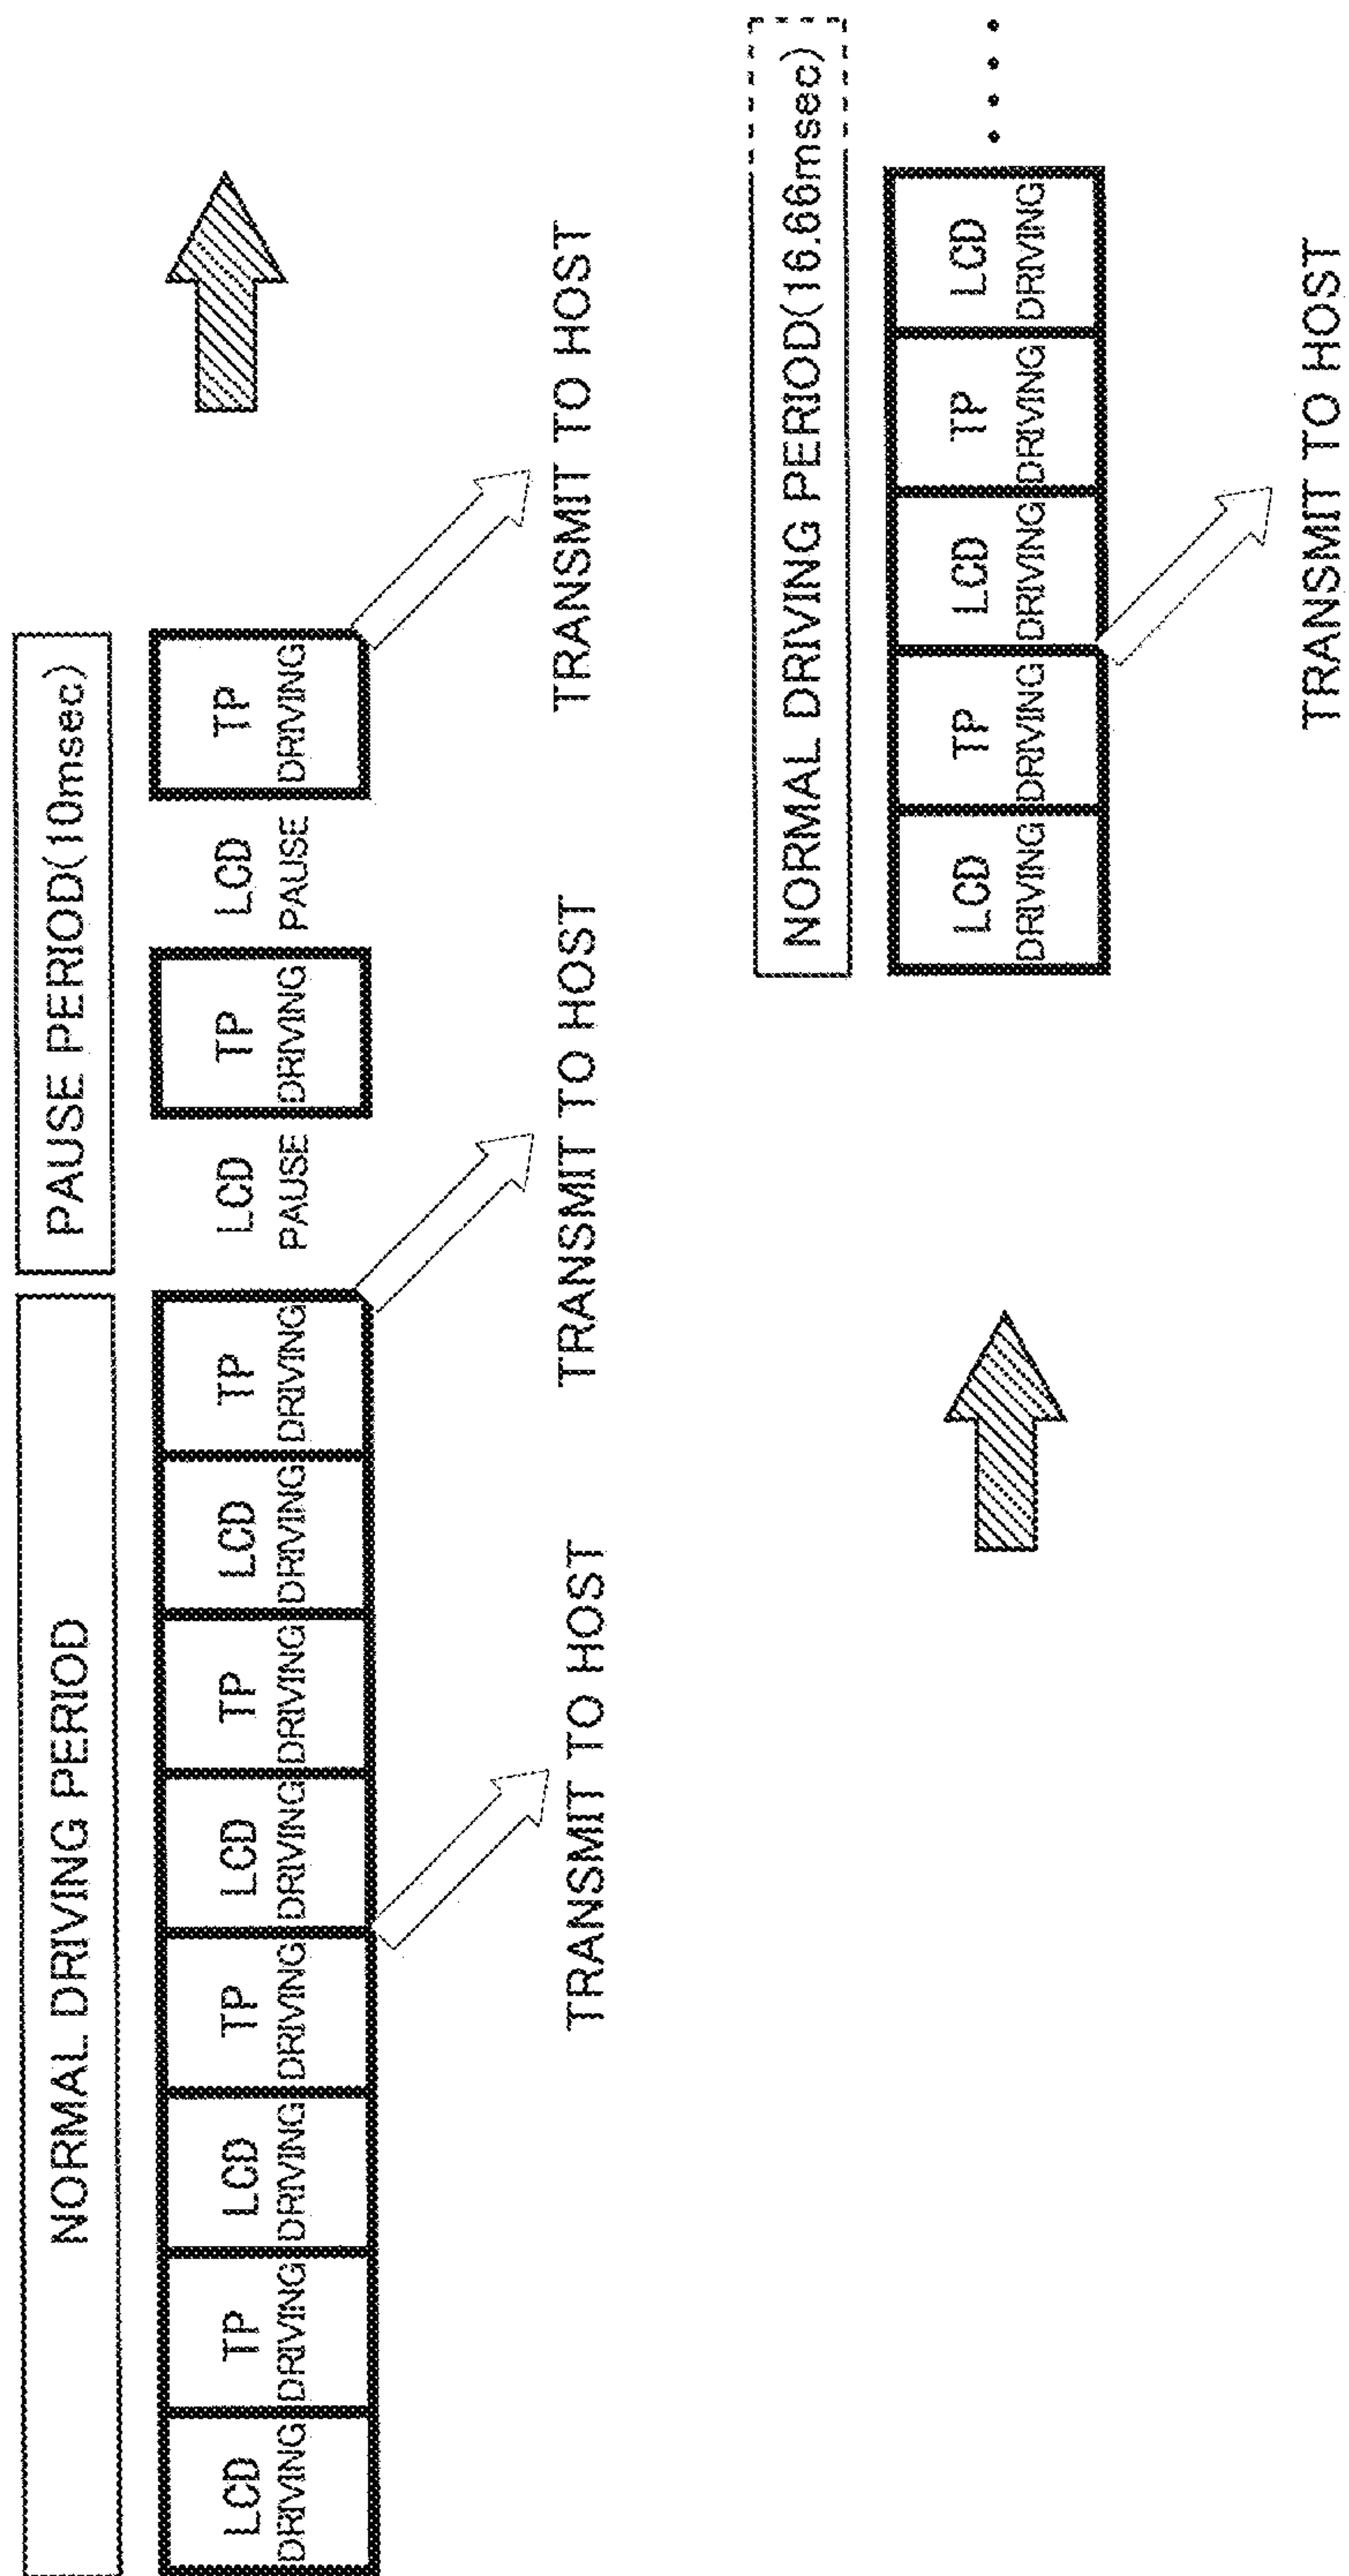 NORMAL DRIVING PERIOD
PAUSE PERIOD(10msec)
LCD DRIVING
TP DRIVING
LCD DRIVING
TP DRIVING
LCD DRIVING
TP DRIVING
LCD DRIVING
TP DRIVING
LCD PAUSE
TP DRIVING
LCD PAUSE
TP DRIVING
TRANSMIT TO HOST
TRANSMIT TO HOST
TRANSMIT TO HOST
NORMAL DRIVING PERIOD(16.66msec)
LCD DRIVING
TP DRIVING
LCD DRIVING
TP DRIVING
LCD DRIVING
TRANSMIT TO HOST